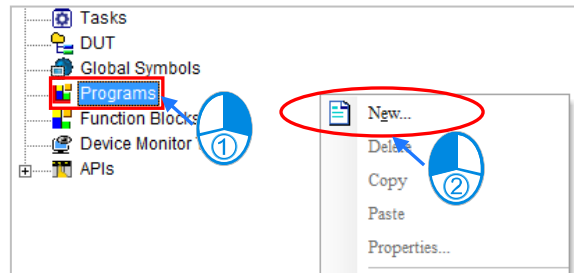 Tasks
DUT
Global Symbols
Programs
Function Blocks
Device Monitor
APIs
1
New...
Delete
Copy
2
Paste
Properties...